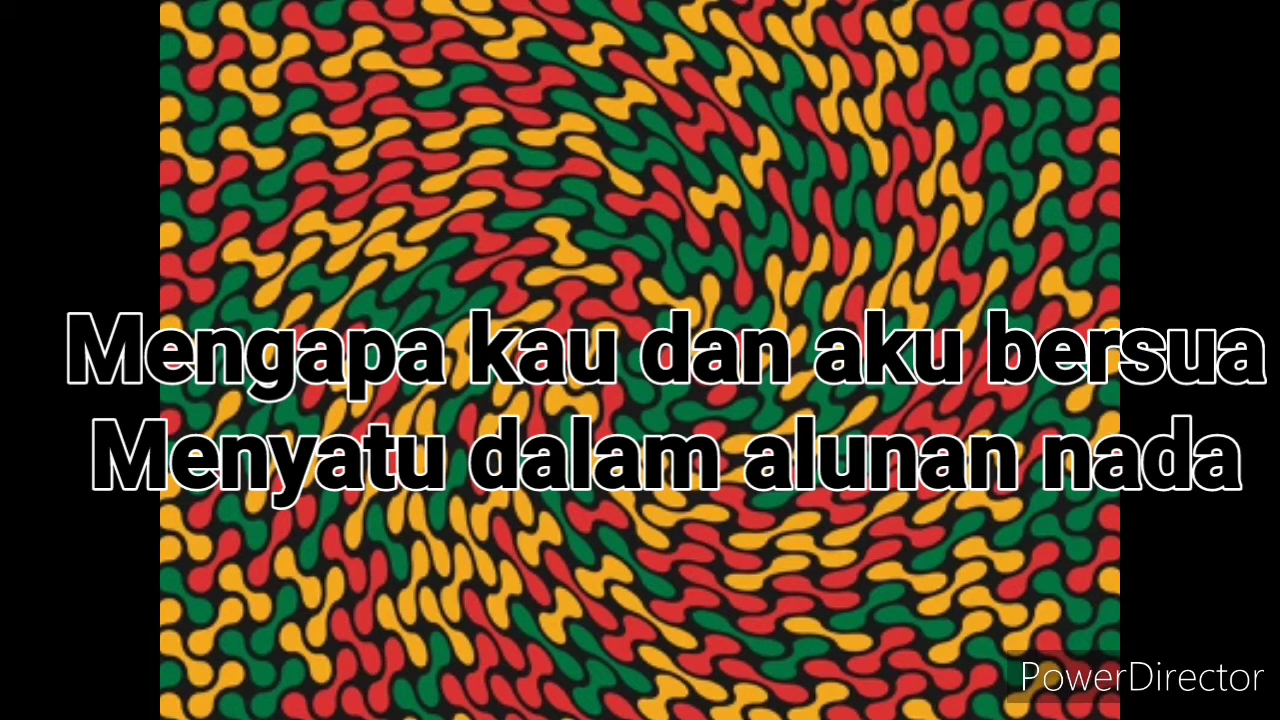 Mengapa kau dan aku bersua
Menyatu dalam alunan nada
PowerDirector